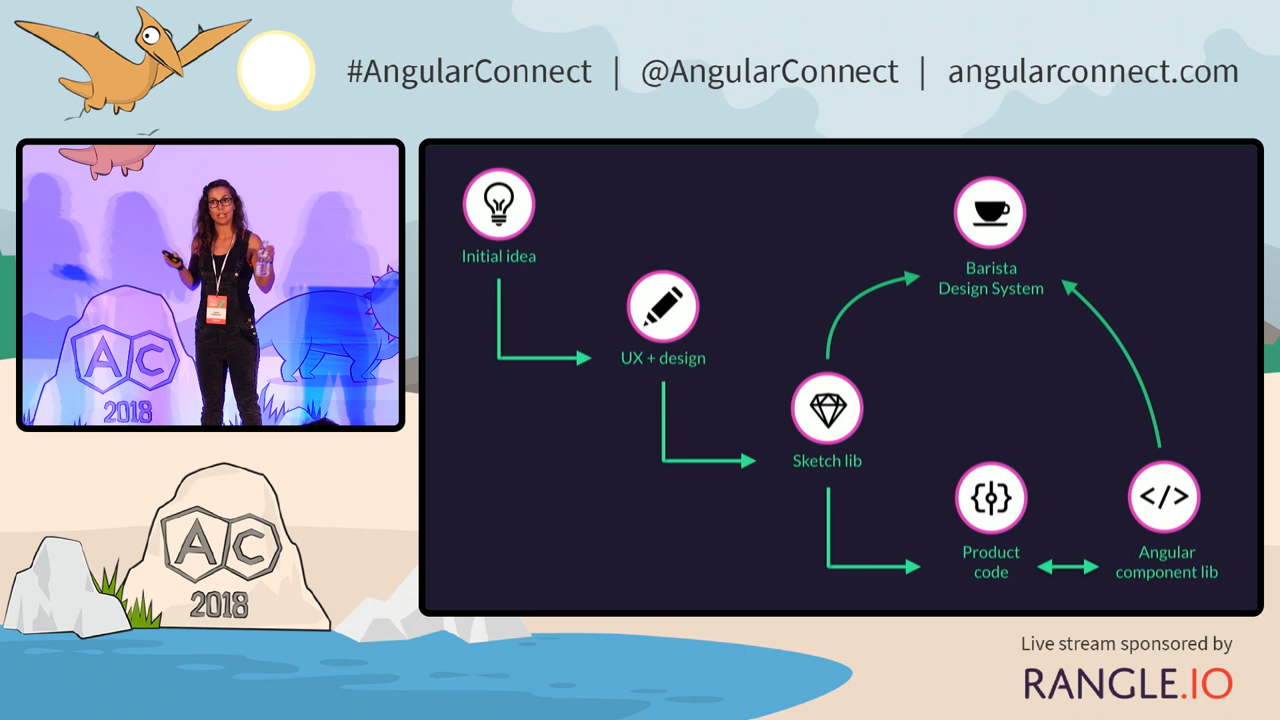 #AngularConnect | @AngularConnect | angularconnect.com
AC
2018
Initial idea
UX + design
Sketch lib
Barista
Design System
Product
code
</>
Angular
component lib
AC
2018
Live stream sponsored by
RANGLE.IO